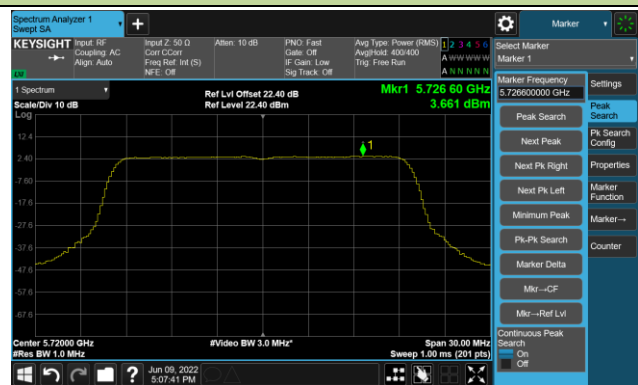 Spectrum Analyzer 1
Swept SA
Marker
KEYSIGHT
Input: RF
Coupling: AC
Align: Auto
Input Z: 50 Ω
Corr CCorr
Freq Ref: Int (S)
NFE: Off
Atten: 10 dB
PNO: Fast
Gate: Off
IF Gain: Low
Sig Track: Off
Avg Type: Power (RMS)
Avg|Hold: 400/400
Trig: Free Run
1 2 3 4 5 6
A W W W W W
A N N N N N
Select Marker
Marker 1
1 Spectrum
Scale/Div 10 dB
Log
Ref Lvl Offset 22.40 dB
Ref Level 22.40 dBm
Mkr1 5.726 60 GHz
3.661 dBm
12.4
2.40
-7.60
-17.6
-27.6
-37.6
-47.6
-57.6
-67.6
1
Center 5.72000 GHz
#Res BW 1.0 MHz
#Video BW 3.0 MHz*
Span 30.00 MHz
Sweep 1.00 ms (201 pts)
Marker Frequency
5.726600000 GHz
Peak Search
Next Peak
Next Pk Right
Next Pk Left
Minimum Peak
Pk-Pk Search
Marker Delta
Mkr→CF
Mkr→Ref Lvl
Continuous Peak
Search
On
Off
Settings
Peak
Search
Pk Search
Config
Properties
Marker
Function
Marker→
Counter
Jun 09, 2022
5:07:41 PM